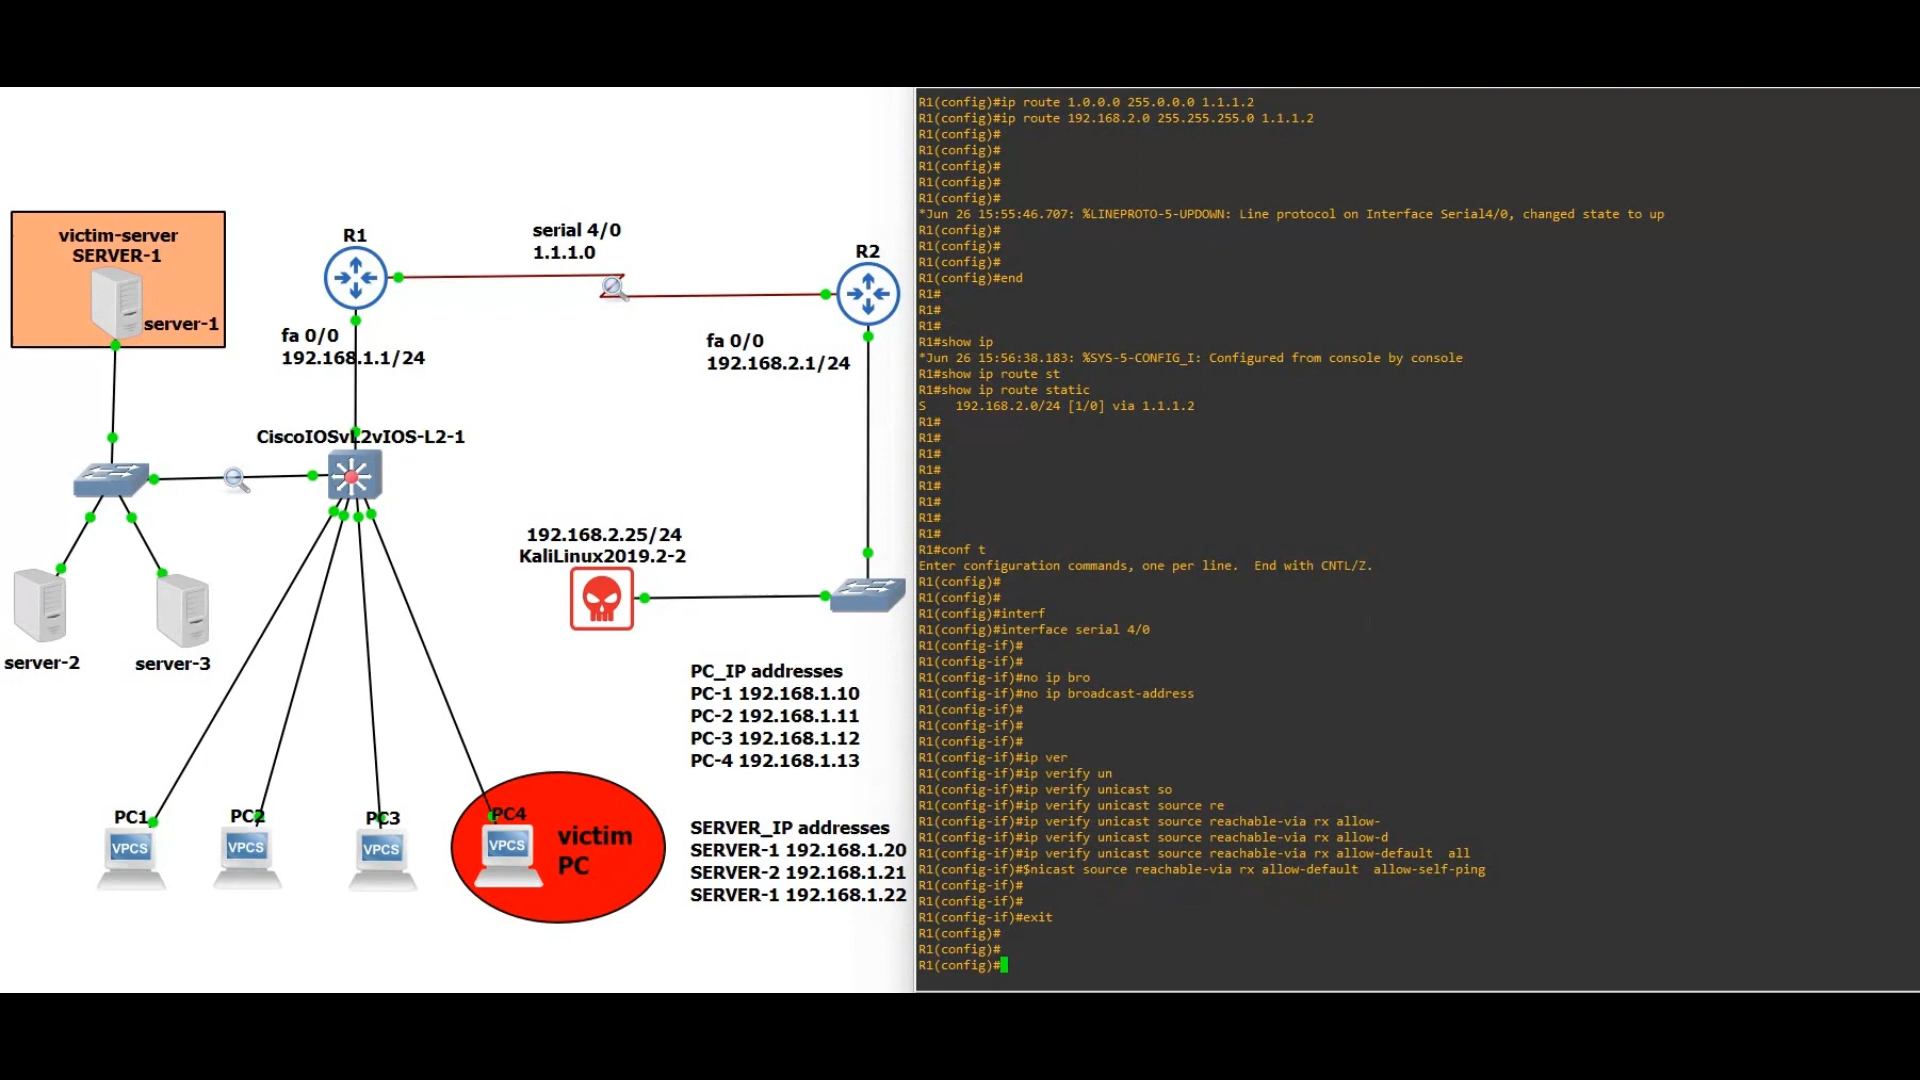 victim-server
SERVER-1
server-1
R1
serial 4/0
1.1.1.0
R2
fa 0/0
192.168.1.1/24
fa 0/0
192.168.2.1/24
CiscoIOSvL2vIOS-L2-1
192.168.2.25/24
KaliLinux2019.2-2
server-2
server-3
PC_IP addresses
PC-1 192.168.1.10
PC-2 192.168.1.11
PC-3 192.168.1.12
PC-4 192.168.1.13
PC1
PC2
PC3
PC4
VPCS
VPCS
VPCS
VPCS
victim
PC
SERVER_IP addresses
SERVER-1 192.168.1.20
SERVER-2 192.168.1.21
SERVER-1 192.168.1.22
R1(config)#ip route 1.0.0.0 255.0.0.0 1.1.1.2
R1(config)#ip route 192.168.2.0 255.255.255.0 1.1.1.2
R1(config)#
R1(config)#
R1(config)#
R1(config)#
R1(config)#
*Jun 26 15:55:46.707: %LINEPROTO-5-UPDOWN: Line protocol on Interface Serial4/0, changed state to up
R1(config)#
R1(config)#
R1(config)#
R1(config)#end
R1#
R1#
R1#
R1#show ip
*Jun 26 15:56:38.183: %SYS-5-CONFIG_I: Configured from console by console
R1#show ip route st
R1#show ip route static
S    192.168.2.0/24 [1/0] via 1.1.1.2
R1#
R1#
R1#
R1#
R1#
R1#
R1#
R1#
R1#conf t
Enter configuration commands, one per line.  End with CNTL/Z.
R1(config)#
R1(config)#
R1(config)#interf
R1(config)#interface serial 4/0
R1(config-if)#
R1(config-if)#
R1(config-if)#no ip bro
R1(config-if)#no ip broadcast-address
R1(config-if)#
R1(config-if)#
R1(config-if)#
R1(config-if)#ip ver
R1(config-if)#ip verify un
R1(config-if)#ip verify unicast so
R1(config-if)#ip verify unicast source re
R1(config-if)#ip verify unicast source reachable-via rx allow-
R1(config-if)#ip verify unicast source reachable-via rx allow-d
R1(config-if)#ip verify unicast source reachable-via rx allow-default  all
R1(config-if)#$nicast source reachable-via rx allow-default  allow-self-ping
R1(config-if)#
R1(config-if)#
R1(config-if)#exit
R1(config)#
R1(config)#
R1(config)#